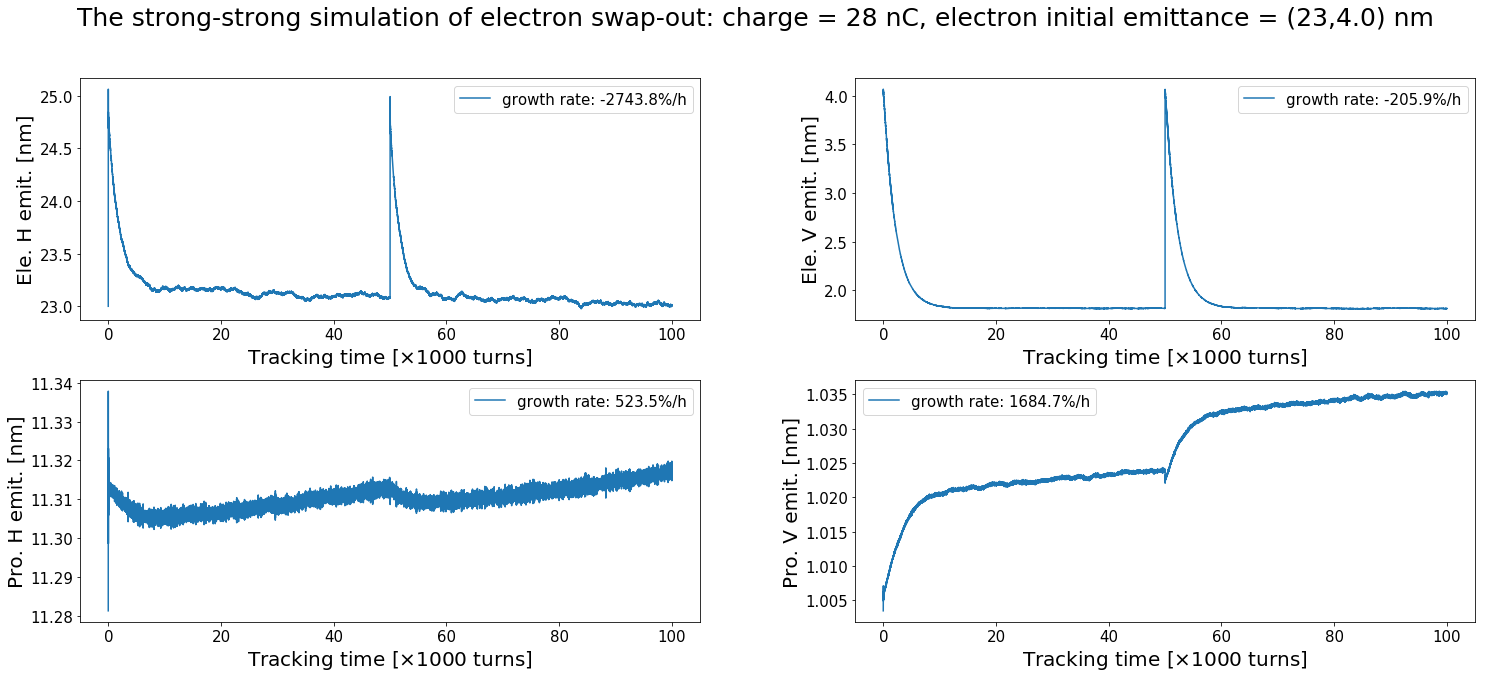 The strong-strong simulation of electron swap-out: charge = 28 nC, electron initial emittance = (23,4.0) nm
growth rate: -2743.8%/h
Ele. H emit. [nm]
25.0
24.5
24.0
23.5
23.0
0 20 40 60 80 100
Tracking time [×1000 turns]
growth rate: -205.9%/h
Ele. V emit. [nm]
4.0
3.5
3.0
2.5
2.0
0 20 40 60 80 100
Tracking time [×1000 turns]
growth rate: 523.5%/h
Pro. H emit. [nm]
11.34
11.33
11.32
11.31
11.30
11.29
11.28
0 20 40 60 80 100
Tracking time [×1000 turns]
growth rate: 1684.7%/h
Pro. V emit. [nm]
1.035
1.030
1.025
1.020
1.015
1.010
1.005
0 20 40 60 80 100
Tracking time [×1000 turns]